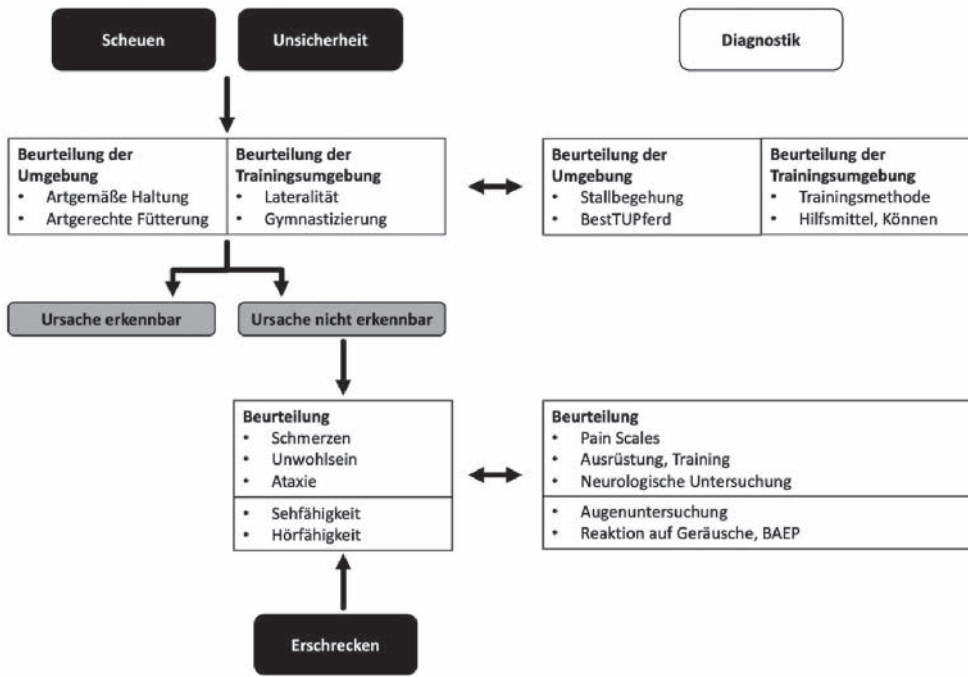 Scheuen
Unsicherheit
Diagnostik
Beurteilung der
Umgebung
• Artgemäße Haltung
• Artgerechte Fütterung
Beurteilung der
Trainingsumgebung
• Lateralität
• Gymnastizierung
Beurteilung der
Umgebung
• Stallbegehung
• BestTUPferd
Beurteilung der
Trainingsumgebung
• Trainingsmethode
• Hilfsmittel, Können
Ursache erkennbar
Ursache nicht erkennbar
Beurteilung
• Schmerzen
• Unwohlsein
• Ataxie
• Sehfähigkeit
• Hörfähigkeit
Beurteilung
• Pain Scales
• Ausrüstung, Training
• Neurologische Untersuchung
• Augenuntersuchung
• Reaktion auf Geräusche, BAEP
Erschrecken